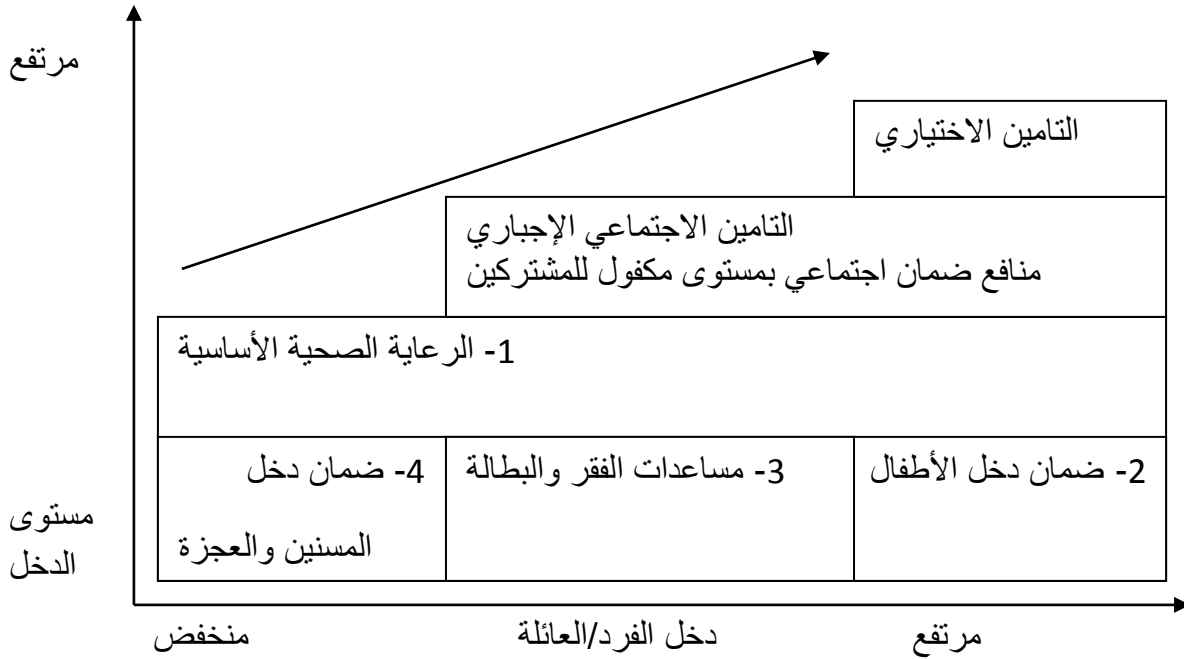 مرتفع
التامين الاختياري
التامين الاجتماعي الإجباري
منافع ضمان اجتماعي بمستوى مكفول للمشتركين
1- الرعاية الصحية الأساسية
2- ضمان دخل الأطفال
3- مساعدات الفقر والبطالة
4- ضمان دخل
المسنين والعجزة
مستوى
الدخل
مرتفع
دخل الفرد/العائلة
منخفض